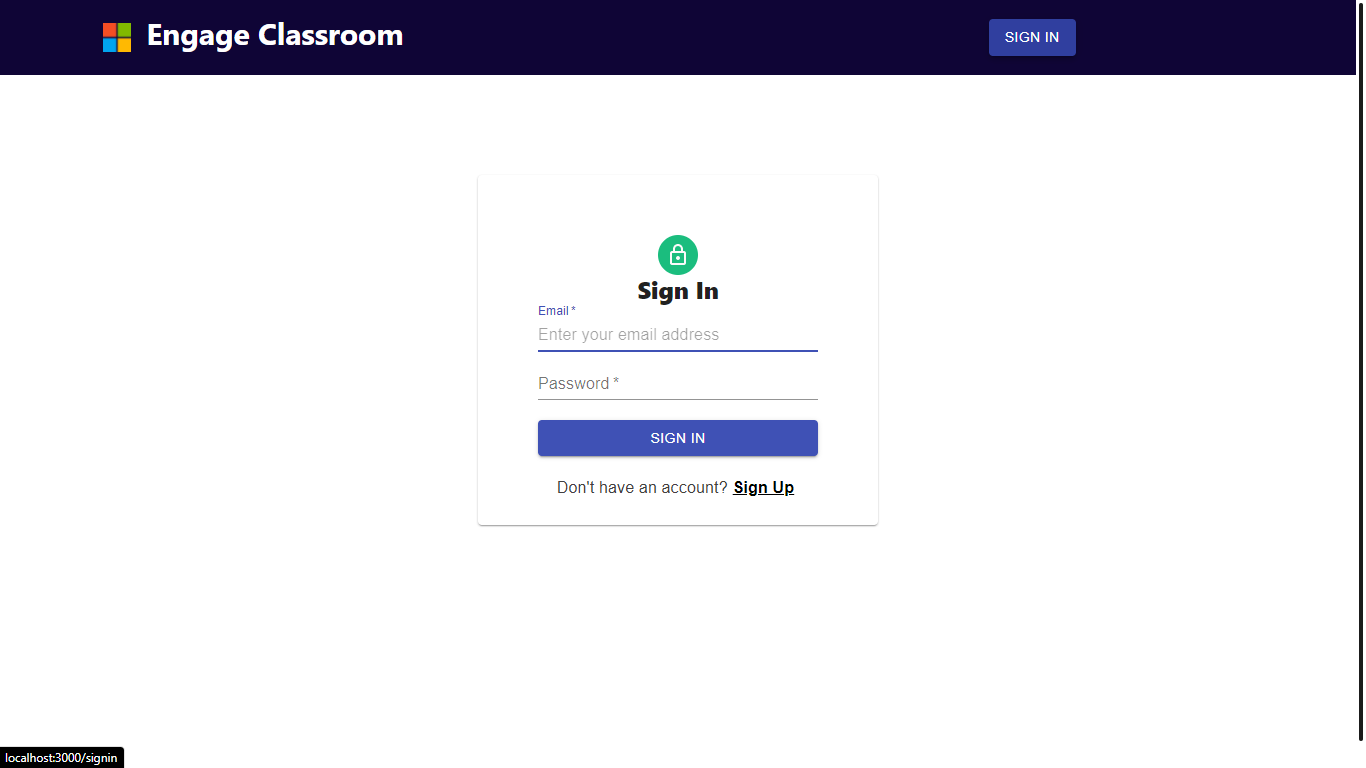 Engage Classroom
SIGN IN
Sign In
Email *
Enter your email address
Password *
SIGN IN
Don't have an account? Sign Up
localhost:3000/signin